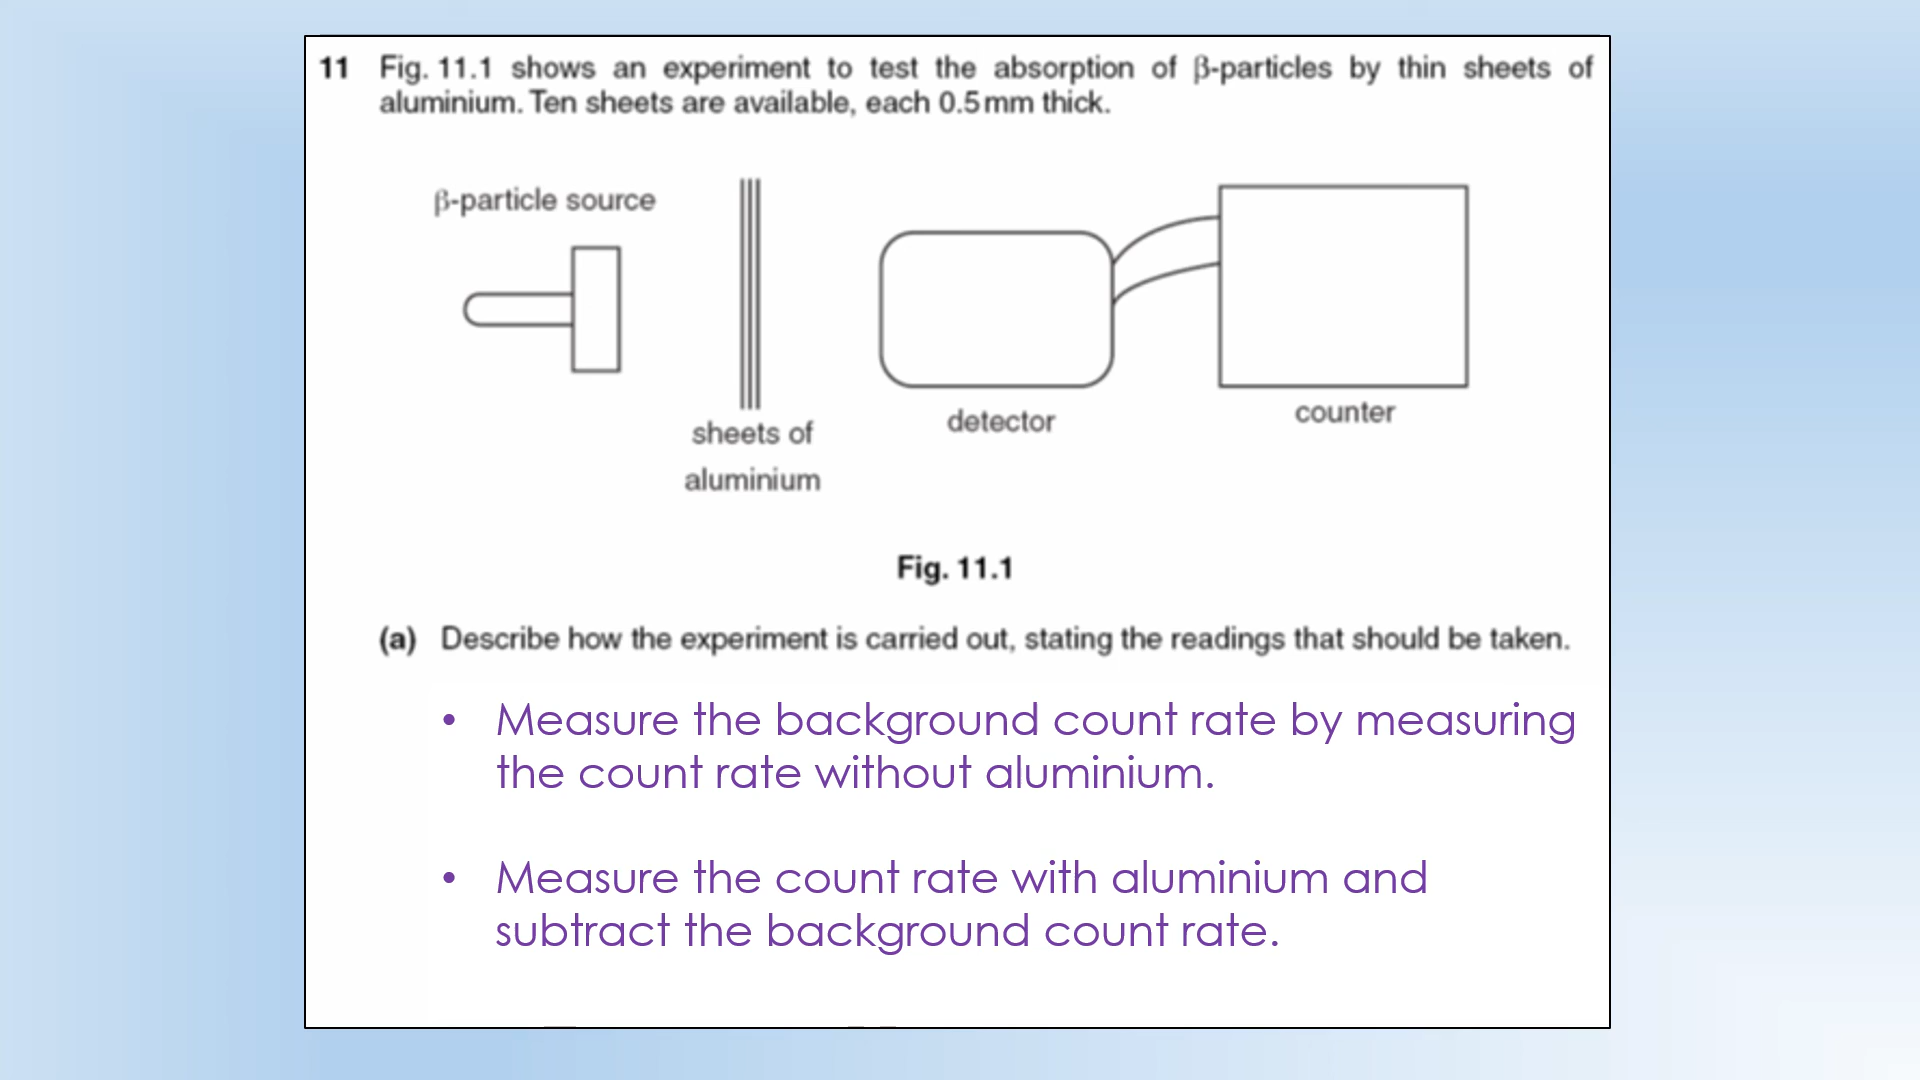 11 Fig. 11.1 shows an experiment to test the absorption of β-particles by thin sheets of
aluminium. Ten sheets are available, each 0.5 mm thick.
β-particle source
sheets of
aluminium
detector
counter
Fig. 11.1
(a) Describe how the experiment is carried out, stating the readings that should be taken.
• Measure the background count rate by measuring
the count rate without aluminium.
• Measure the count rate with aluminium and
subtract the background count rate.